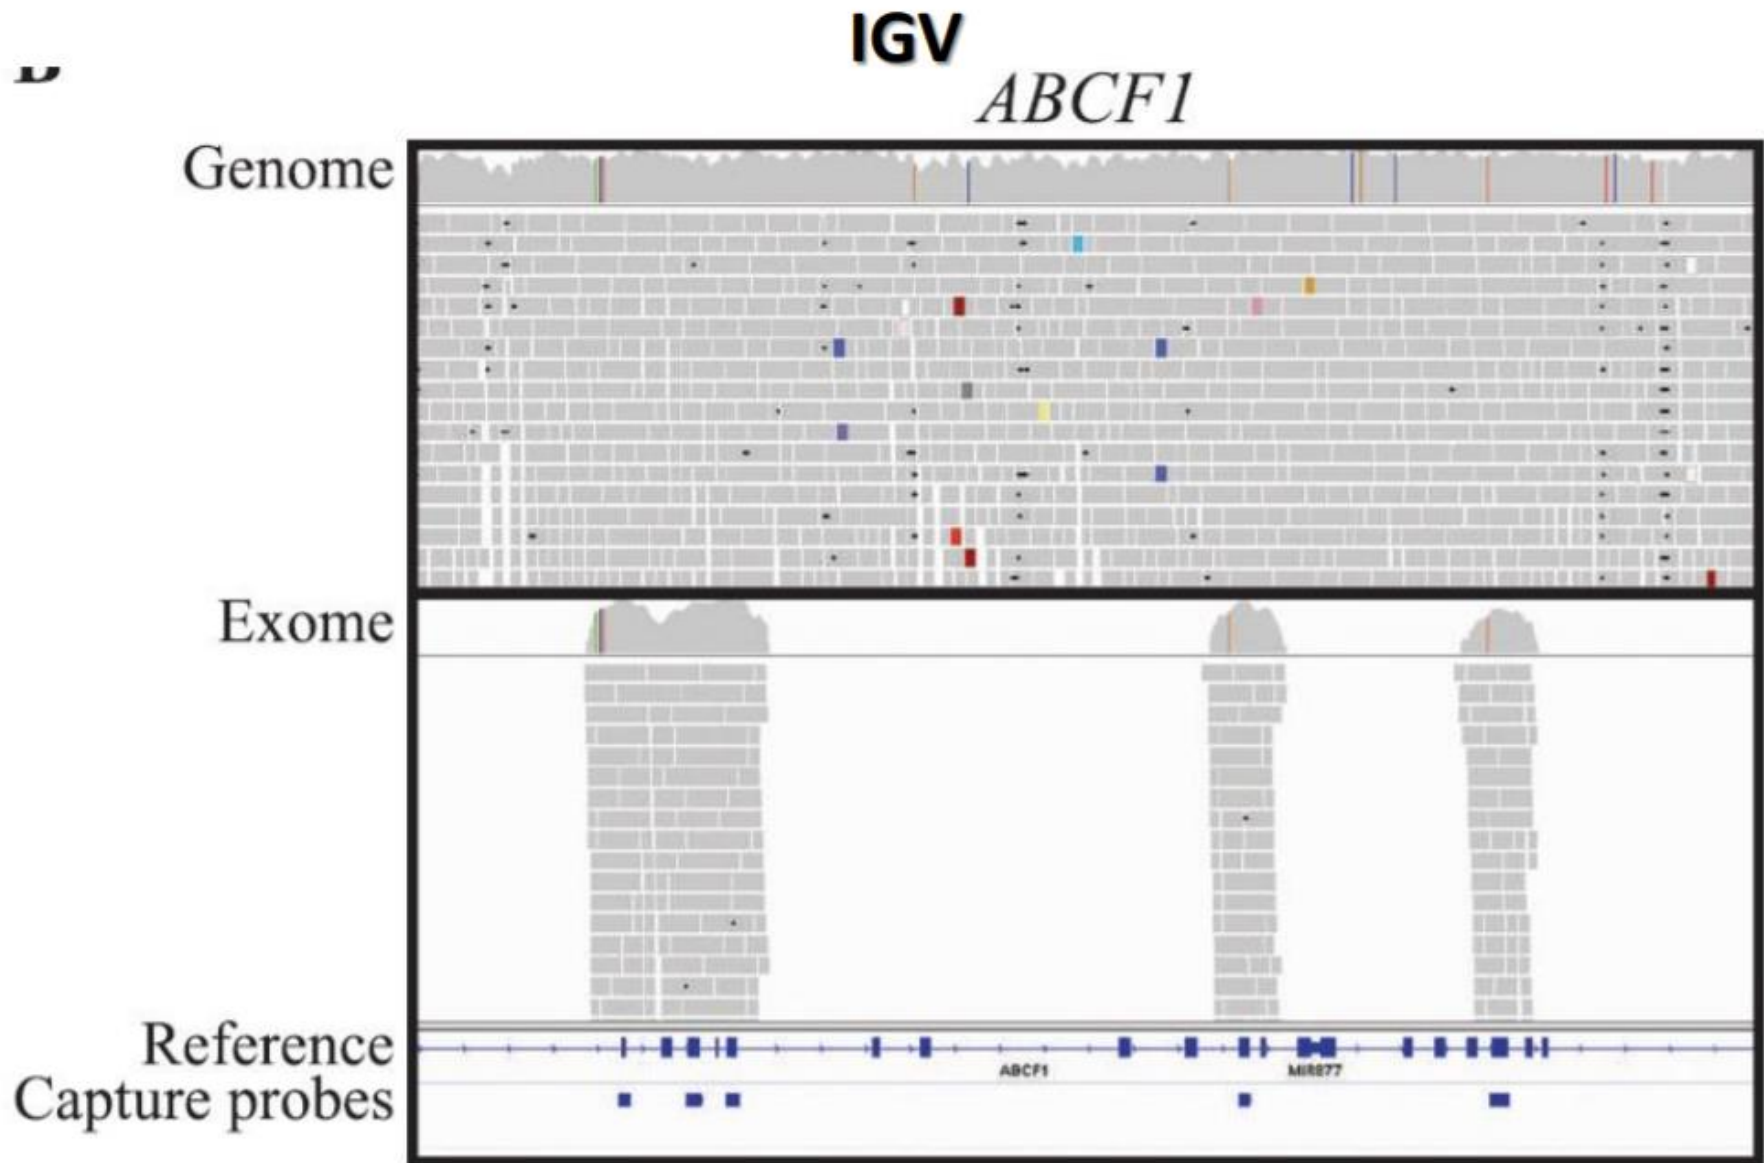 IGV
ABCF1
Genome
Exome
Reference
ABCF1
MIR877
Capture probes